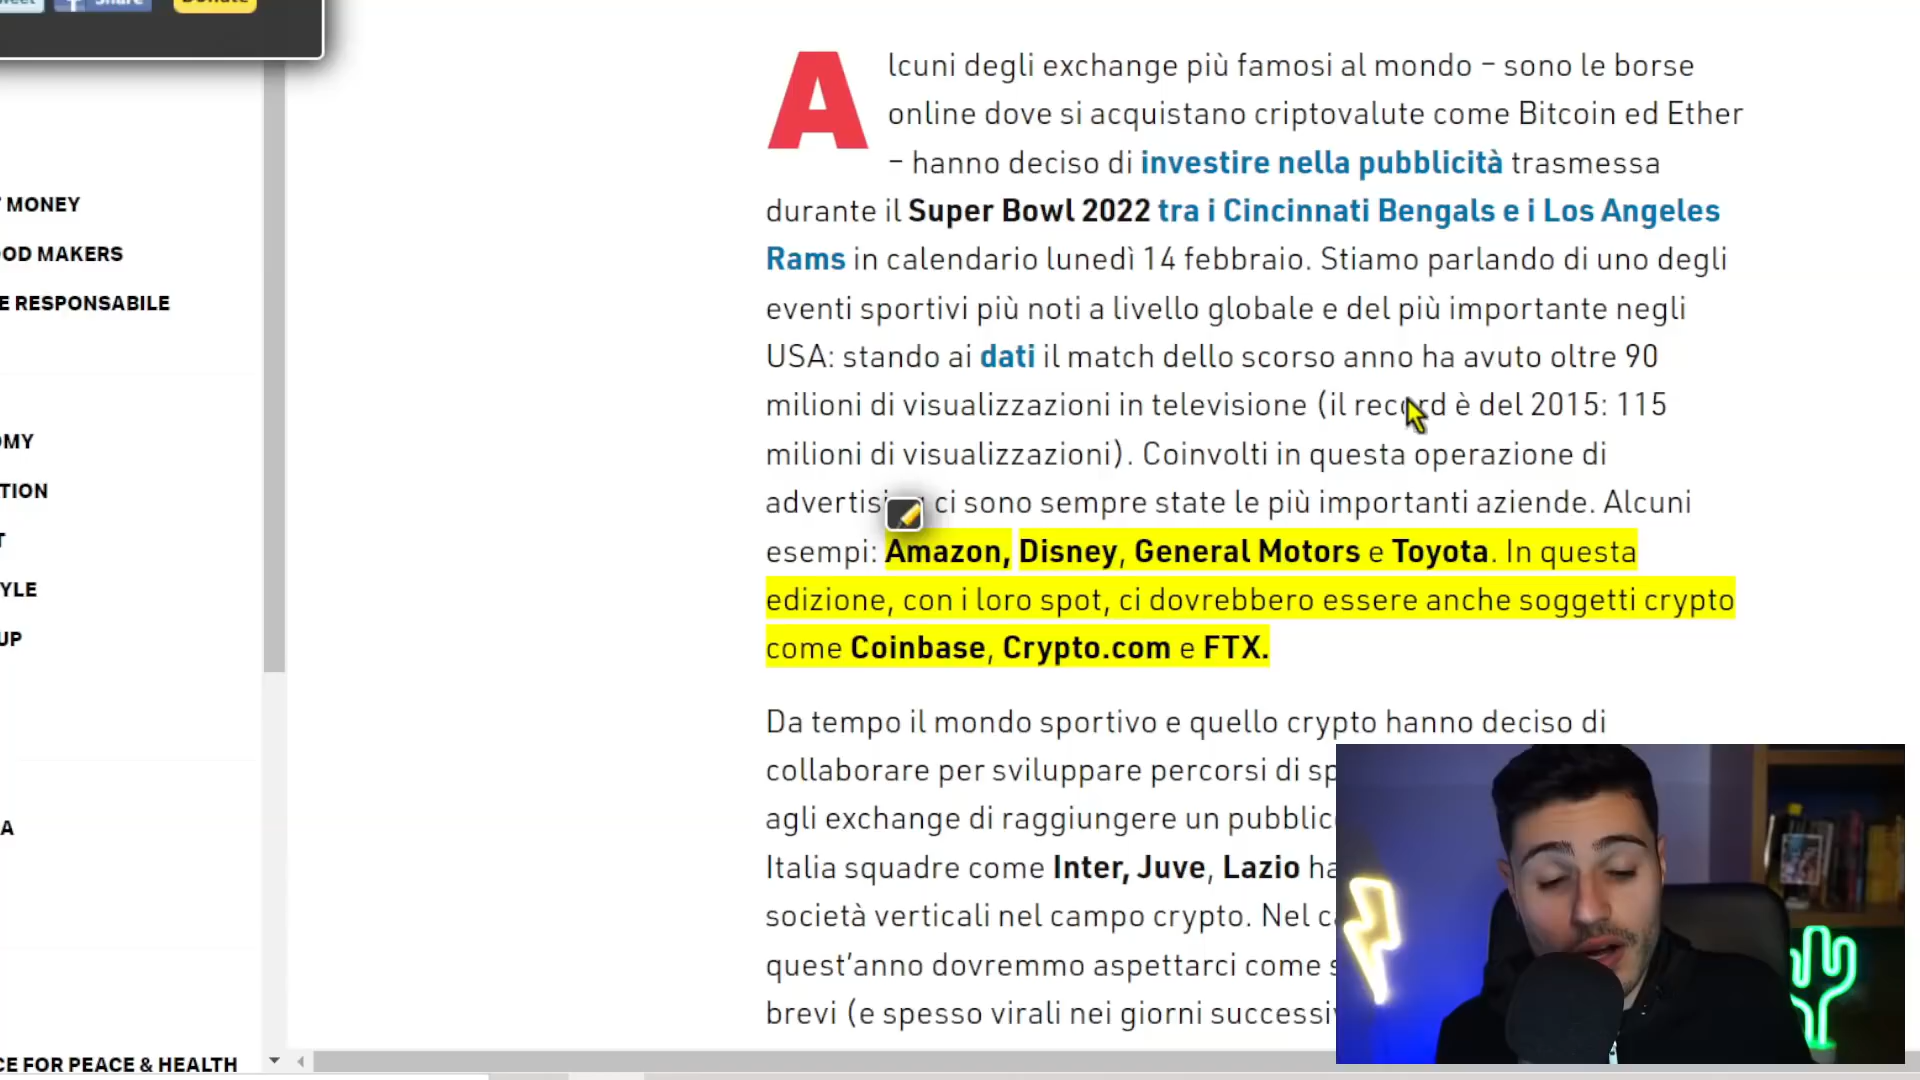 Share
Donate
MONEY
OD MAKERS
E RESPONSABILE
OMY
TION
T
YLE
UP
A
CE FOR PEACE & HEALTH
Alcuni degli exchange più famosi al mondo – sono le borse
online dove si acquistano criptovalute come Bitcoin ed Ether
– hanno deciso di investire nella pubblicità trasmessa
durante il Super Bowl 2022 tra i Cincinnati Bengals e i Los Angeles
Rams in calendario lunedì 14 febbraio. Stiamo parlando di uno degli
eventi sportivi più noti a livello globale e del più importante negli
USA: stando ai dati il match dello scorso anno ha avuto oltre 90
milioni di visualizzazioni in televisione (il record è del 2015: 115
milioni di visualizzazioni). Coinvolti in questa operazione di
advertising ci sono sempre state le più importanti aziende. Alcuni
esempi: Amazon, Disney, General Motors e Toyota. In questa
edizione, con i loro spot, ci dovrebbero essere anche soggetti crypto
come Coinbase, Crypto.com e FTX.
Da tempo il mondo sportivo e quello crypto hanno deciso di
collaborare per sviluppare percorsi di sp
agli exchange di raggiungere un pubblic
Italia squadre come Inter, Juve, Lazio ha
società verticali nel campo crypto. Nel c
quest'anno dovremmo aspettarci come s
brevi (e spesso virali nei giorni successiv